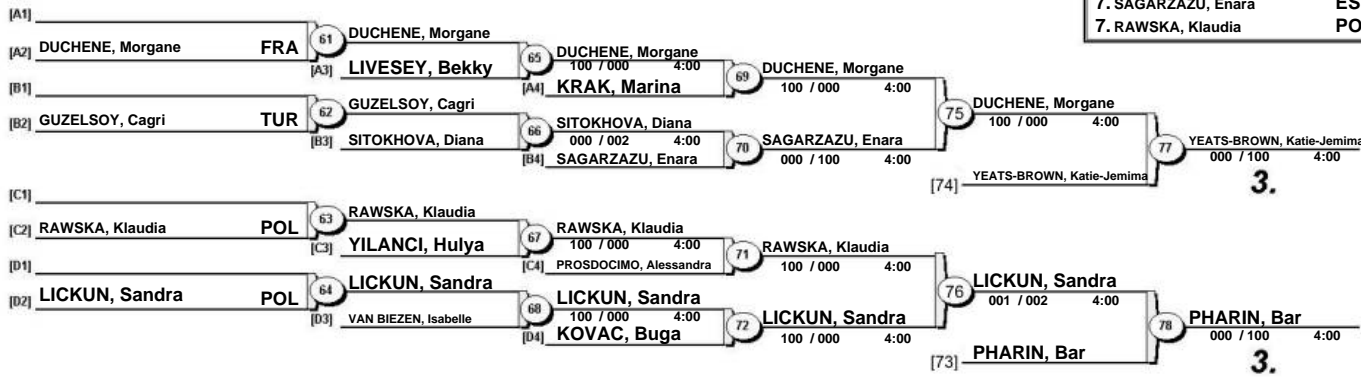 7. SAGARZAZU, Enara ES
7. RAWSKA, Klaudia PO
[A1]
[A2] DUCHENE, Morgane FRA
61 DUCHENE, Morgane
[A3] LIVESEY, Bekky
65 DUCHENE, Morgane
100 / 000 4:00
[A4] KRAK, Marina
69 DUCHENE, Morgane
100 / 000 4:00
[B1]
[B2] GUZELSOY, Cagri TUR
62 GUZELSOY, Cagri
[B3] SITOKHOVA, Diana
66 SITOKHOVA, Diana
000 / 002 4:00
[B4] SAGARZAZU, Enara
70 SAGARZAZU, Enara
000 / 100 4:00
75 DUCHENE, Morgane
100 / 000 4:00
[74] YEATS-BROWN, Katie-Jemima
77 YEATS-BROWN, Katie-Jemima
000 / 100 4:00
3.
[C1]
[C2] RAWSKA, Klaudia POL
63 RAWSKA, Klaudia
[C3] YILANCI, Hulya
67 RAWSKA, Klaudia
100 / 000 4:00
[C4] PROSDOCIMO, Alessandra
71 RAWSKA, Klaudia
100 / 000 4:00
[D1]
[D2] LICKUN, Sandra POL
64 LICKUN, Sandra
[D3] VAN BIEZEN, Isabelle
68 LICKUN, Sandra
100 / 000 4:00
[D4] KOVAC, Buga
72 LICKUN, Sandra
100 / 000 4:00
76 LICKUN, Sandra
001 / 002 4:00
[73] PHARIN, Bar
78 PHARIN, Bar
000 / 100 4:00
3.